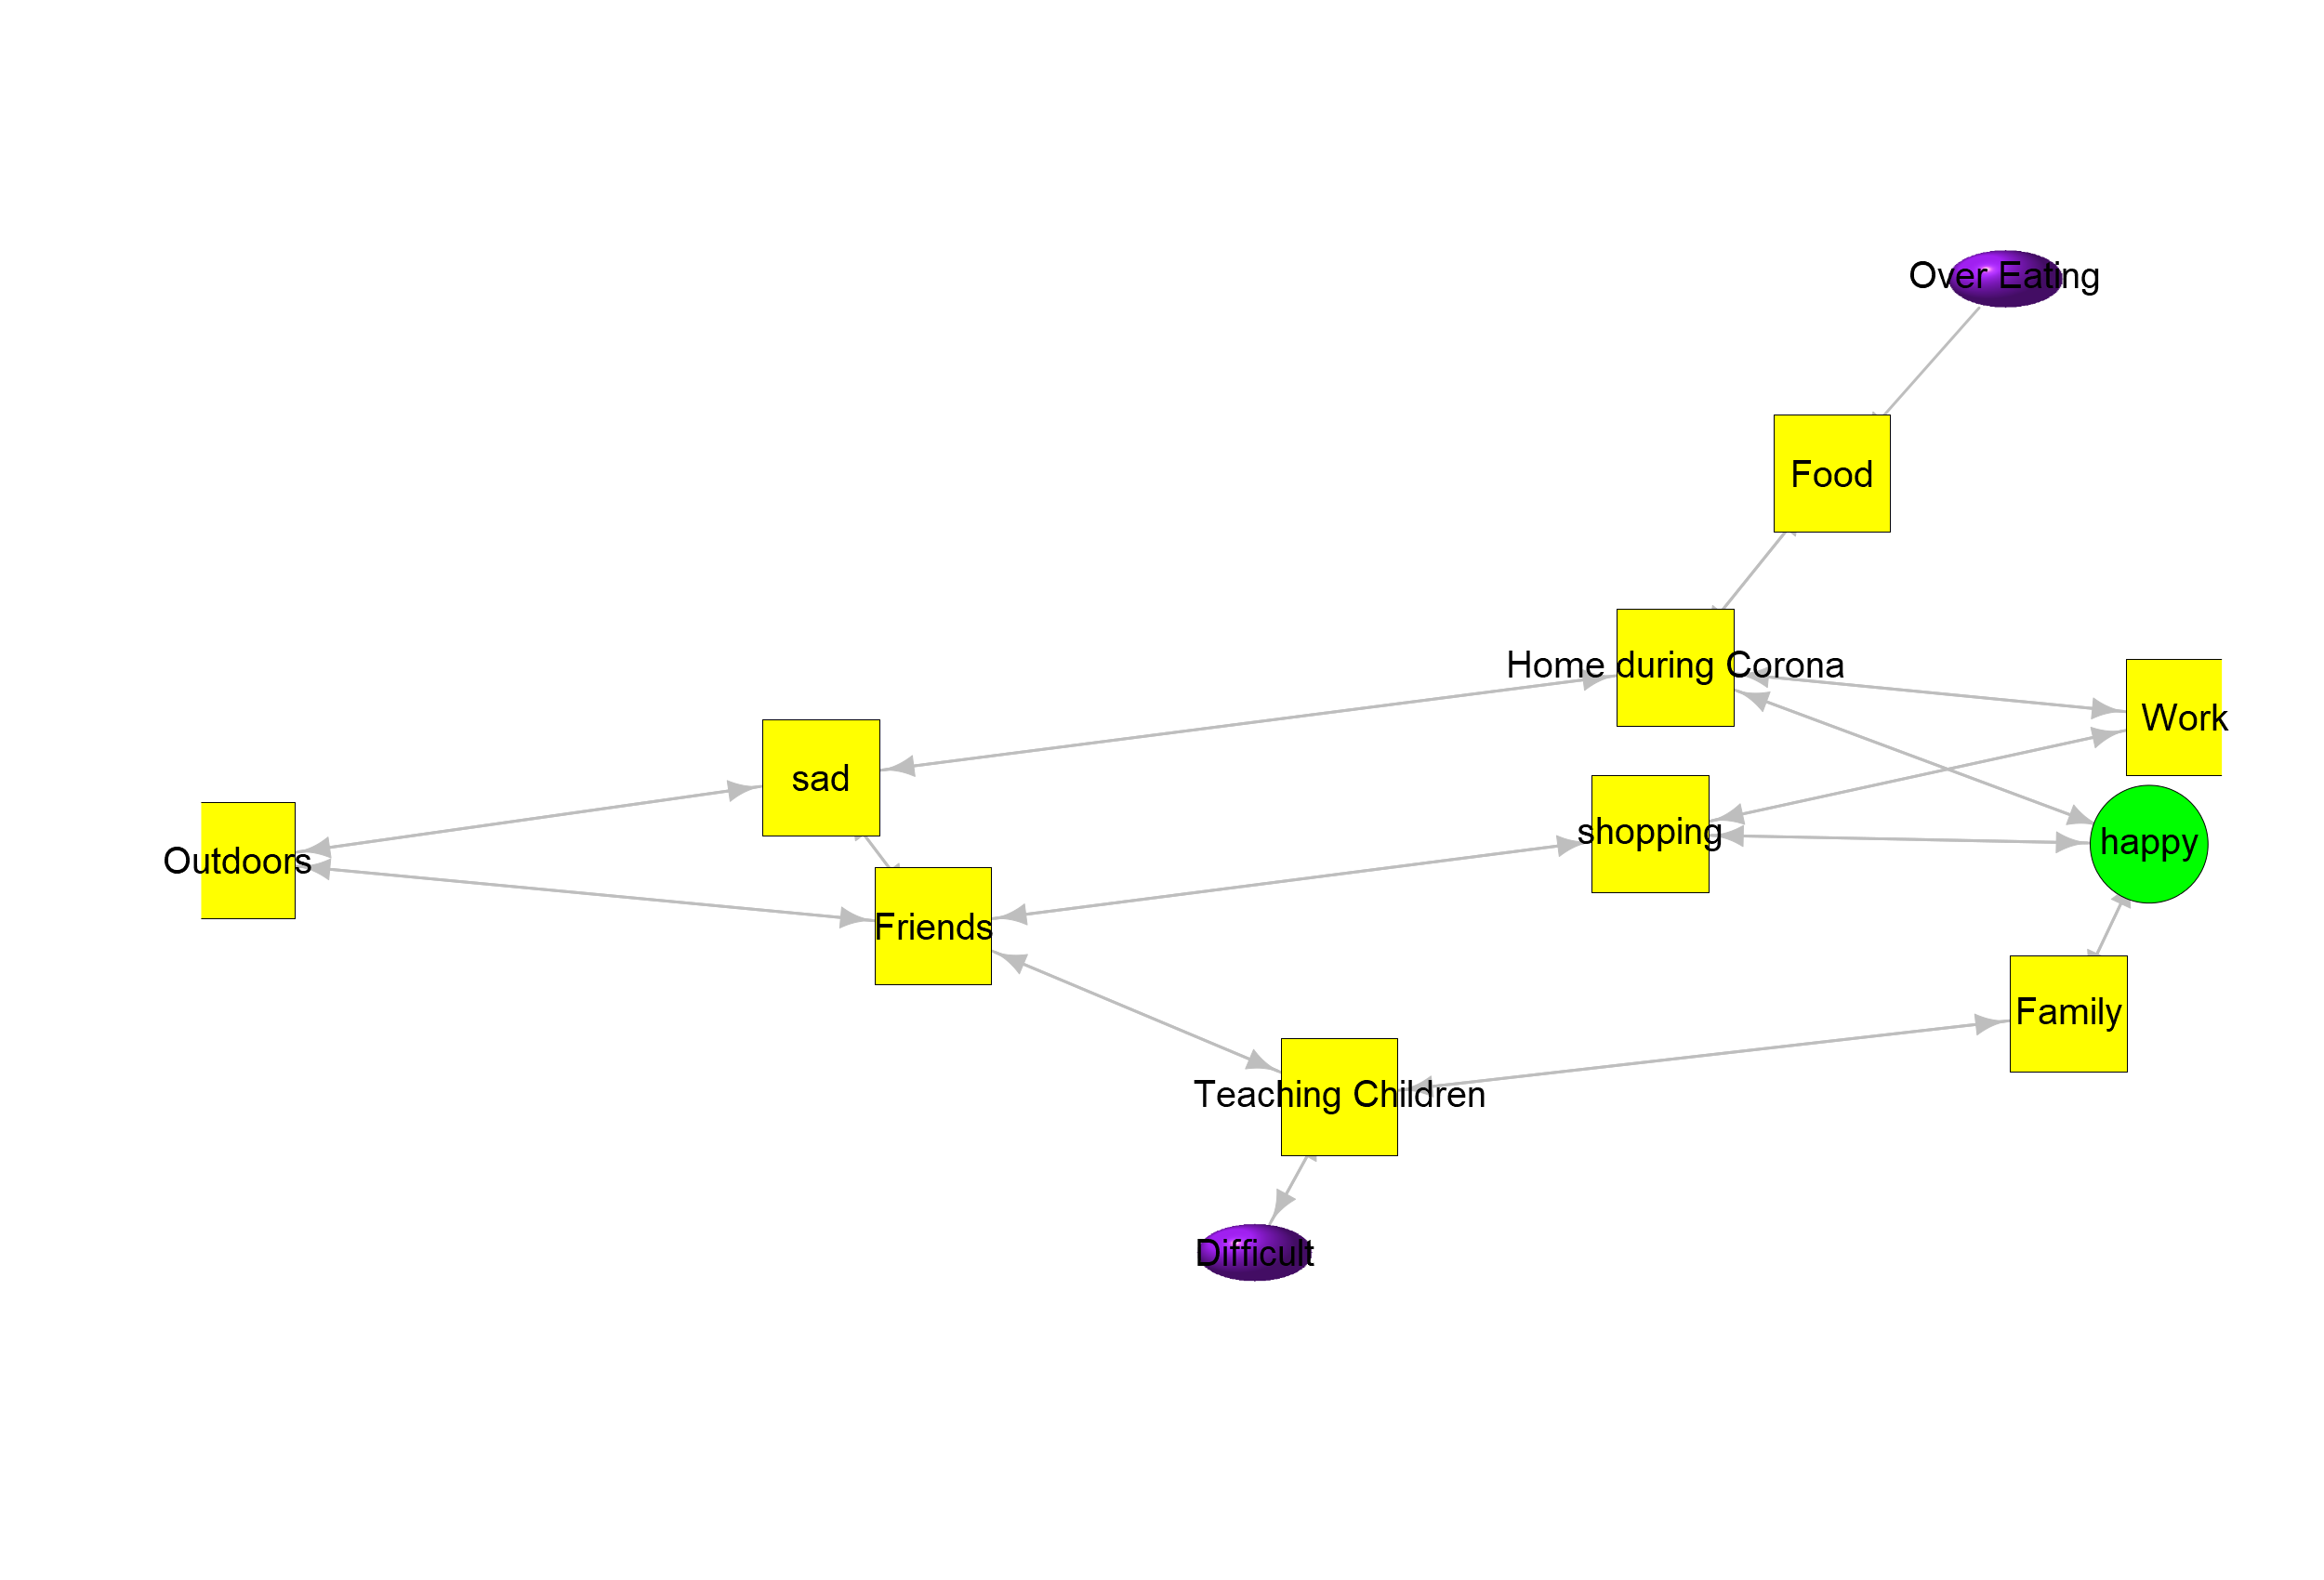 Over Eating
Food
Home during Corona
Work
sad
shopping
happy
Outdoors
Friends
Family
Teaching Children
Difficult